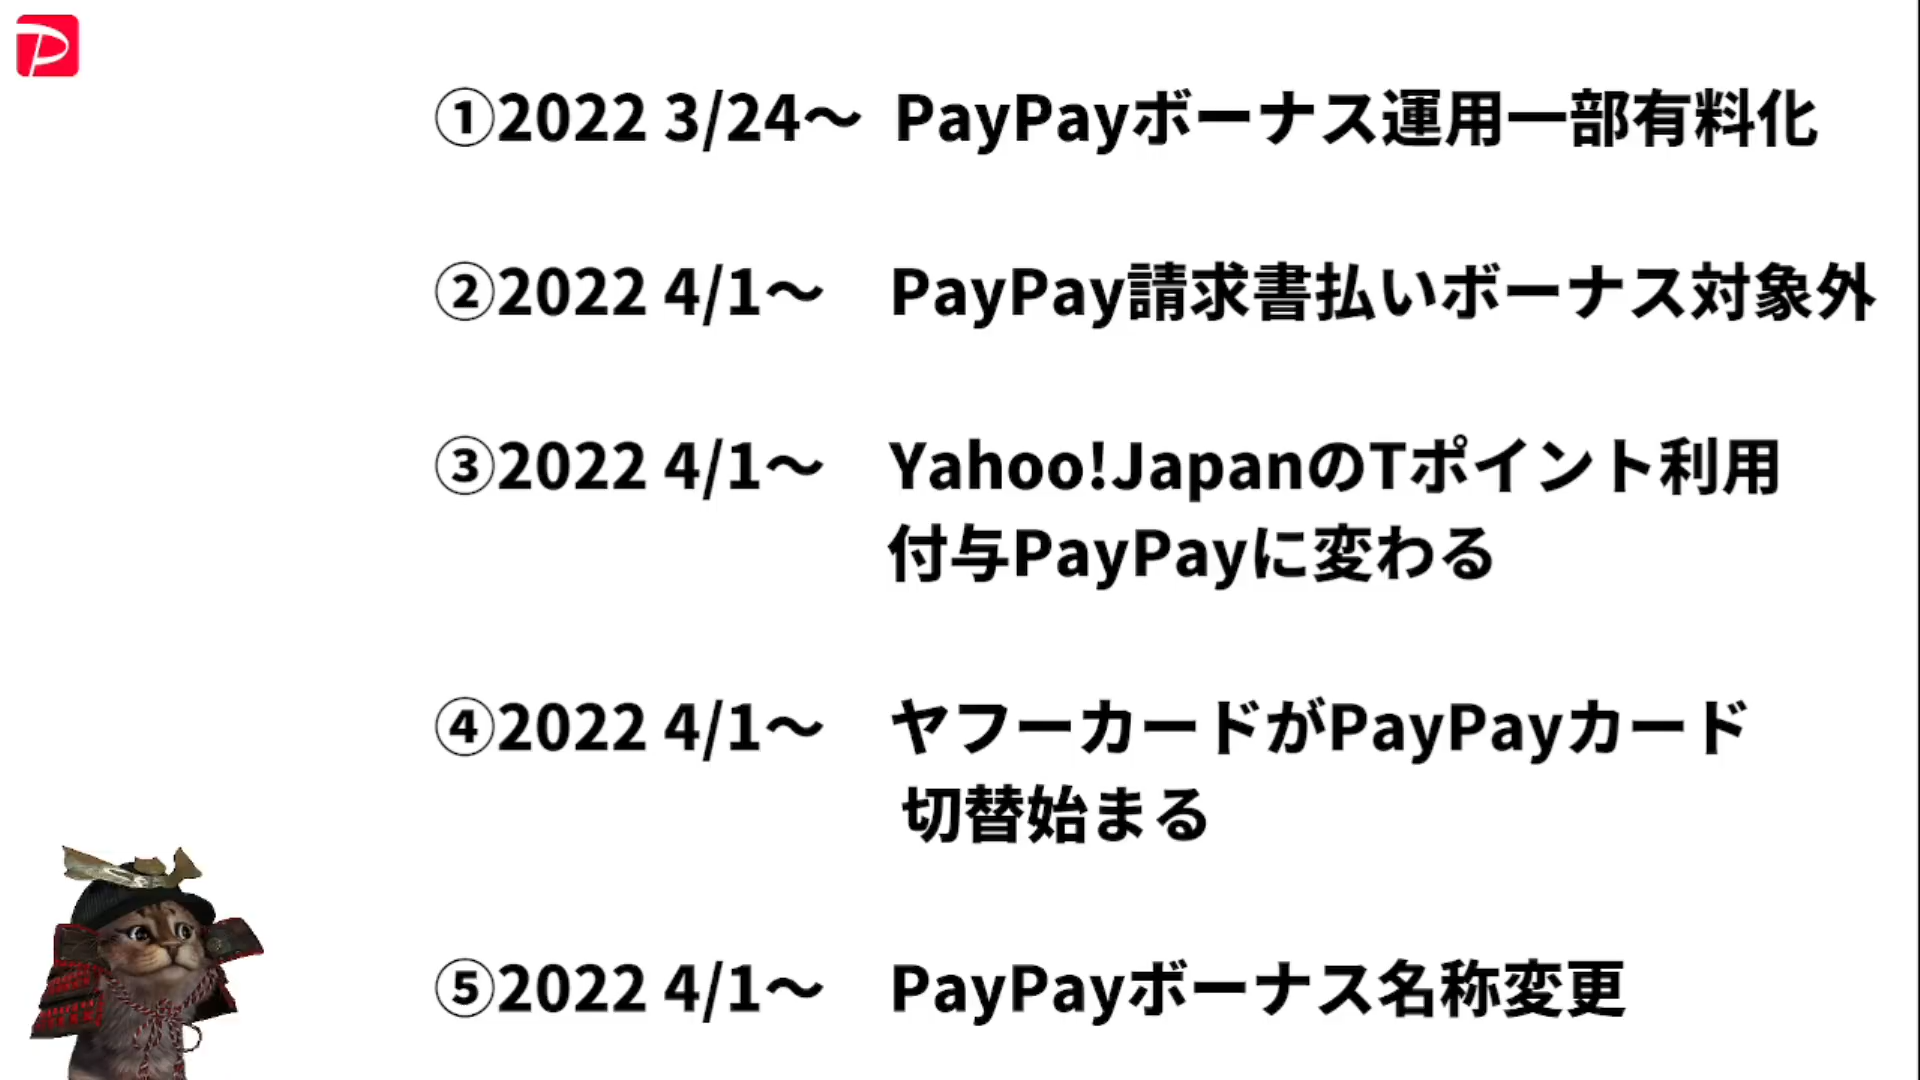 ①2022 3/24～ PayPayボーナス運用一部有料化
②2022 4/1～ PayPay請求書払いボーナス対象外
③2022 4/1～ Yahoo!JapanのTポイント利用
付与PayPayに変わる
④2022 4/1～ ヤフーカードがPayPayカード
切替始まる
⑤2022 4/1～ PayPayボーナス名称変更